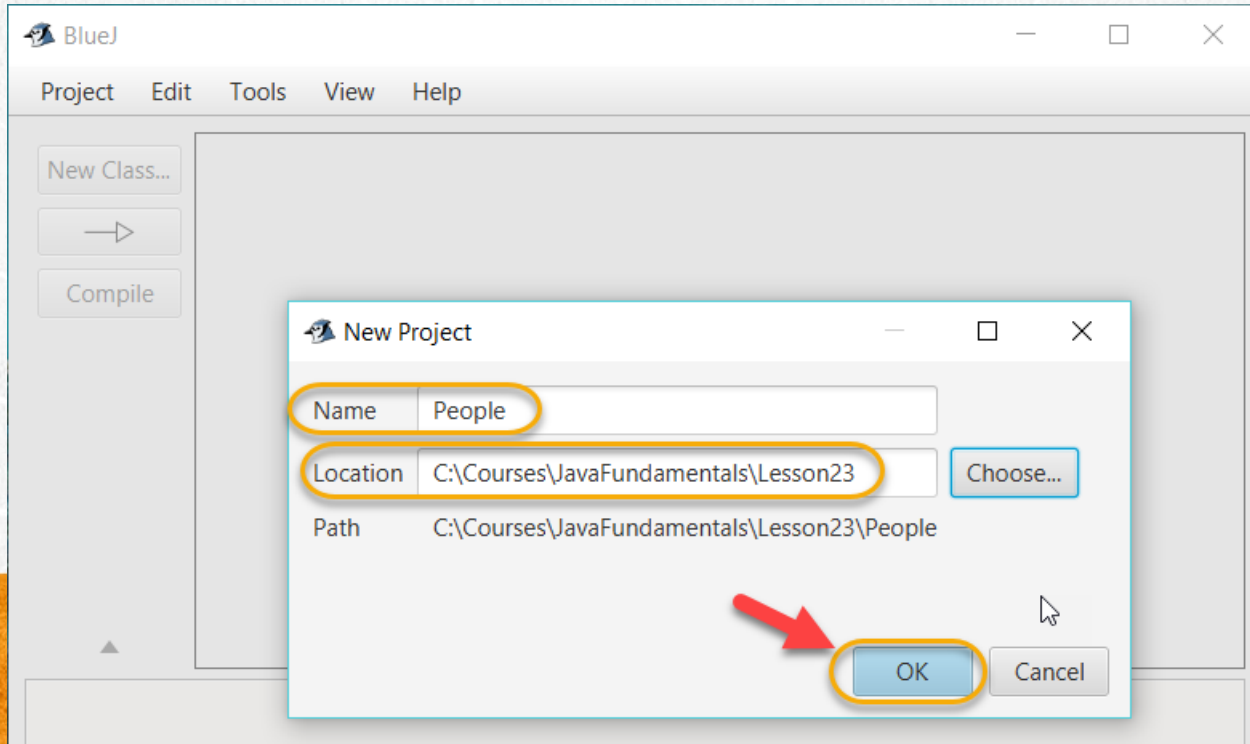 BlueJ
Project Edit Tools View Help
New Class...
Compile
New Project
Name People
Location C:\Courses\JavaFundamentals\Lesson23 Choose...
Path C:\Courses\JavaFundamentals\Lesson23\People
OK Cancel